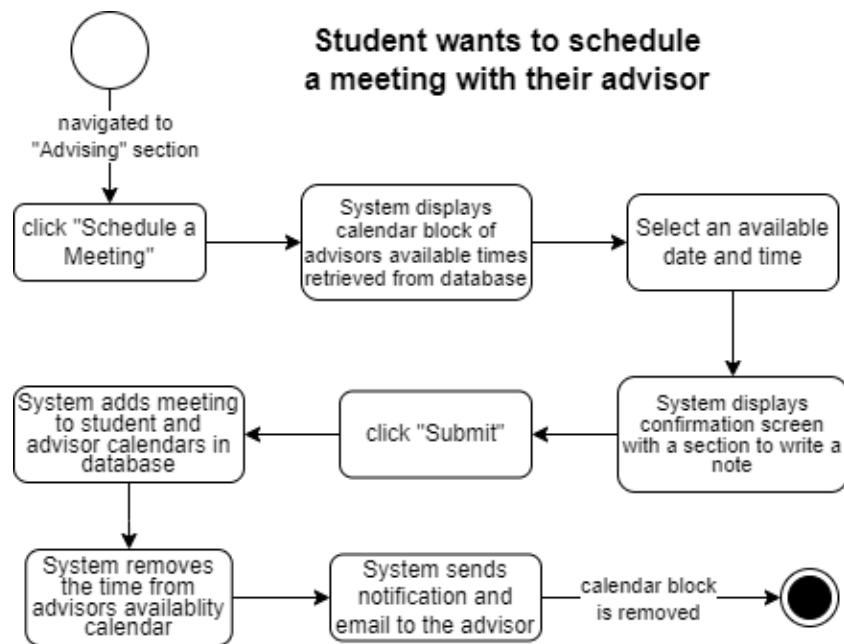 Student wants to schedule
a meeting with their advisor
navigated to
"Advising" section
click "Schedule a
Meeting"
System displays
calendar block of
advisors available times
retrieved from database
Select an available
date and time
System displays
confirmation screen
with a section to write a
note
click "Submit"
System adds meeting
to student and
advisor calendars in
database
System removes
the time from
advisors availablity
calendar
System sends
notification and
email to the advisor
calendar block
is removed